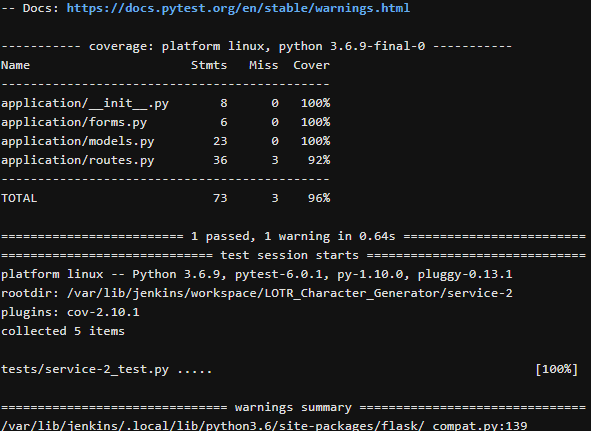 -- Docs: https://docs.pytest.org/en/stable/warnings.html
----------- coverage: platform linux, python 3.6.9-final-0 -----------
Name                      Stmts   Miss  Cover
---------------------------------------------
application/__init__.py       8      0   100%
application/forms.py          6      0   100%
application/models.py        23      0   100%
application/routes.py        36      3    92%
---------------------------------------------
TOTAL                        73      3    96%
========================= 1 passed, 1 warning in 0.64s =========================
============================= test session starts ==============================
platform linux -- Python 3.6.9, pytest-6.0.1, py-1.10.0, pluggy-0.13.1
rootdir: /var/lib/jenkins/workspace/LOTR_Character_Generator/service-2
plugins: cov-2.10.1
collected 5 items
tests/service-2_test.py .....                                            [100%]
=============================== warnings summary ===============================
/var/lib/jenkins/.local/lib/python3.6/site-packages/flask/_compat.py:139